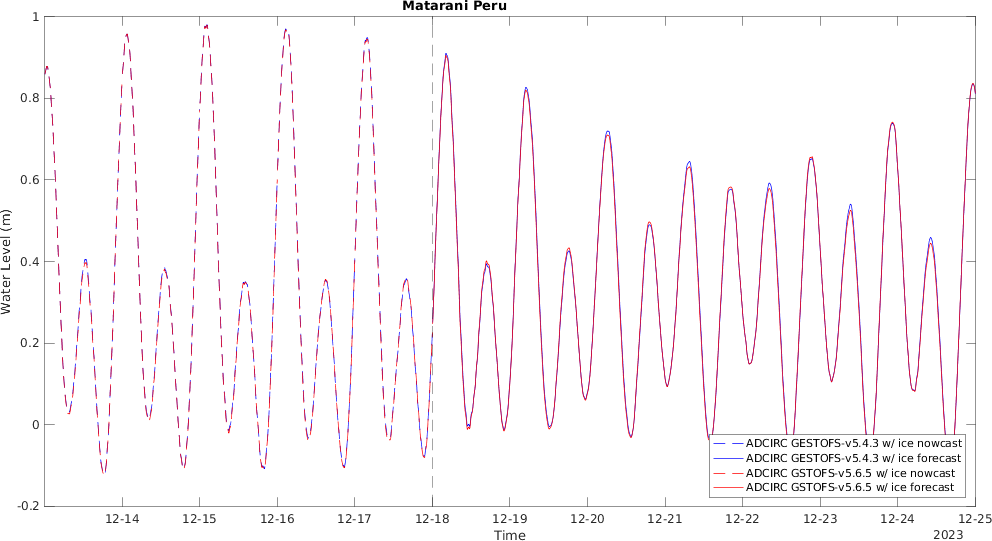 Matarani Peru
Water Level (m)
1
0.8
0.6
0.4
0.2
0
-0.2
ADCIRC GESTOFS-v5.4.3 w/ ice nowcast
ADCIRC GESTOFS-v5.4.3 w/ ice forecast
ADCIRC GSTOFS-v5.6.5 w/ ice nowcast
ADCIRC GSTOFS-v5.6.5 w/ ice forecast
12-14 12-15 12-16 12-17 12-18 12-19 12-20 12-21 12-22 12-23 12-24 12-25
Time
2023